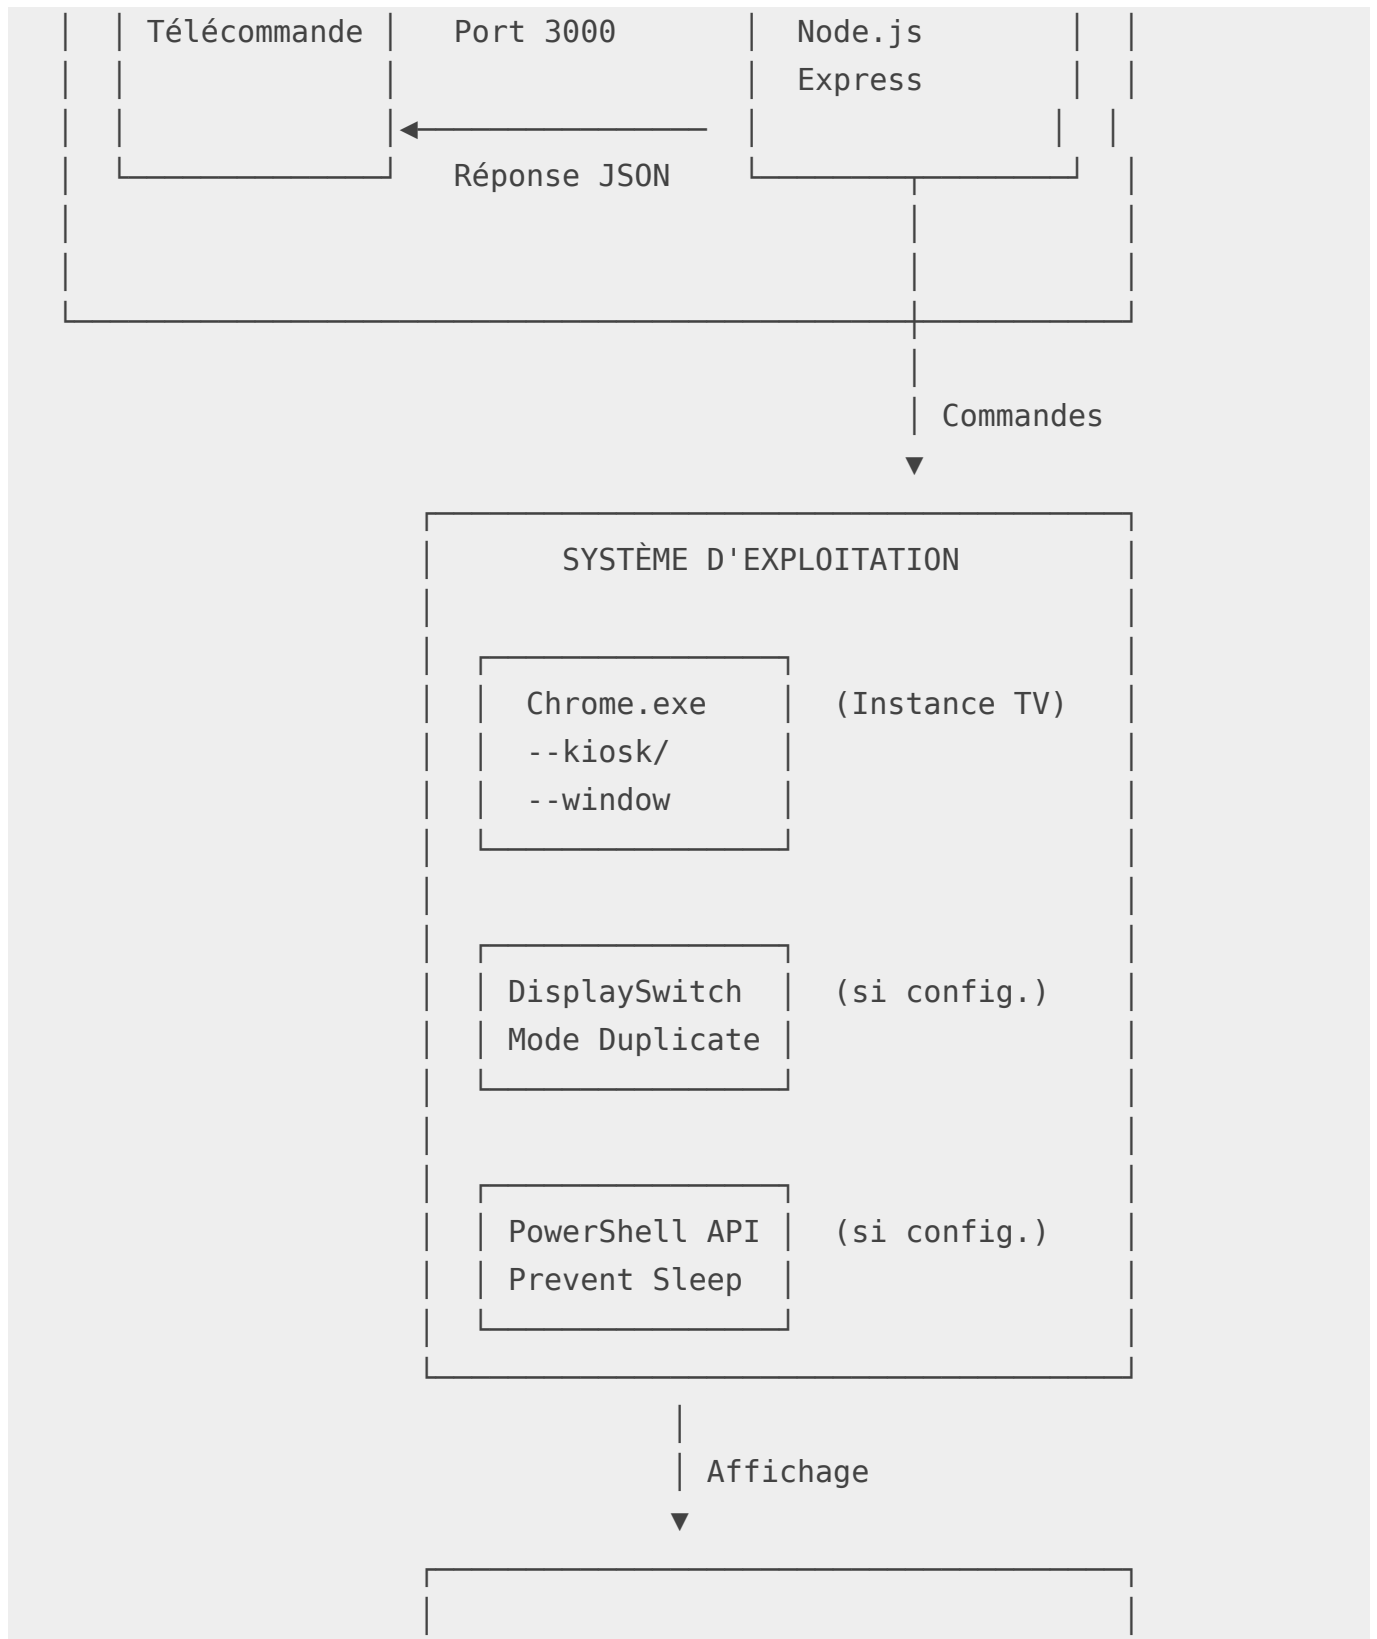 Télécommande Port 3000 Node.js
Express
Réponse JSON
Commandes
SYSTÈME D'EXPLOITATION
Chrome.exe (Instance TV)
--kiosk/
--window
DisplaySwitch (si config.)
Mode Duplicate
PowerShell API (si config.)
Prevent Sleep
Affichage